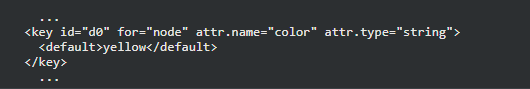 ...
<key id="d0" for="node" attr.name="color" attr.type="string">
<default>yellow</default>
</key>
...